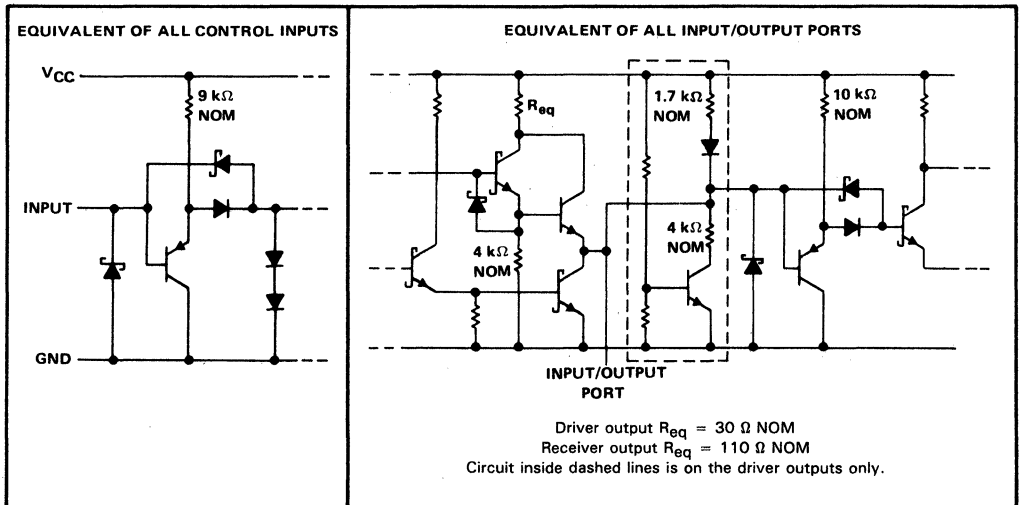 EQUIVALENT OF ALL CONTROL INPUTS
VCC
9 kΩ
NOM
INPUT
GND
EQUIVALENT OF ALL INPUT/OUTPUT PORTS
Req
4 kΩ
NOM
1.7 kΩ
NOM
4 kΩ
NOM
10 kΩ
NOM
INPUT/OUTPUT
PORT
Driver output Req = 30 Ω NOM
Receiver output Req = 110 Ω NOM
Circuit inside dashed lines is on the driver outputs only.